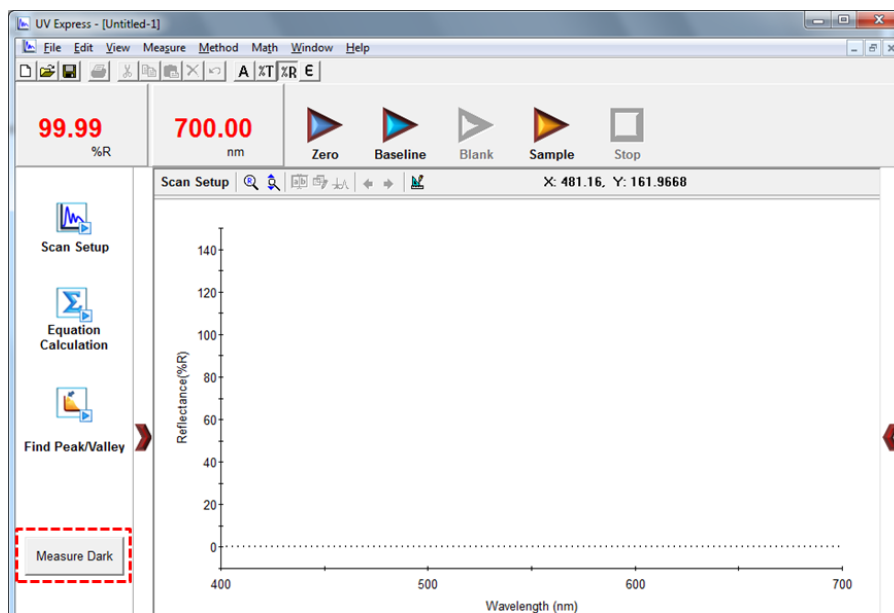 UV Express - [Untitled-1]
File Edit View Measure Method Math Window Help
A %T %R E
99.99
%R
700.00
nm
Zero Baseline Blank Sample Stop
Scan Setup
X: 481.16, Y: 161.9668
Scan Setup
Equation
Calculation
Find Peak/Valley
Measure Dark
Reflectance(%R)
140
120
100
80
60
40
20
0
400 500 600 700
Wavelength (nm)